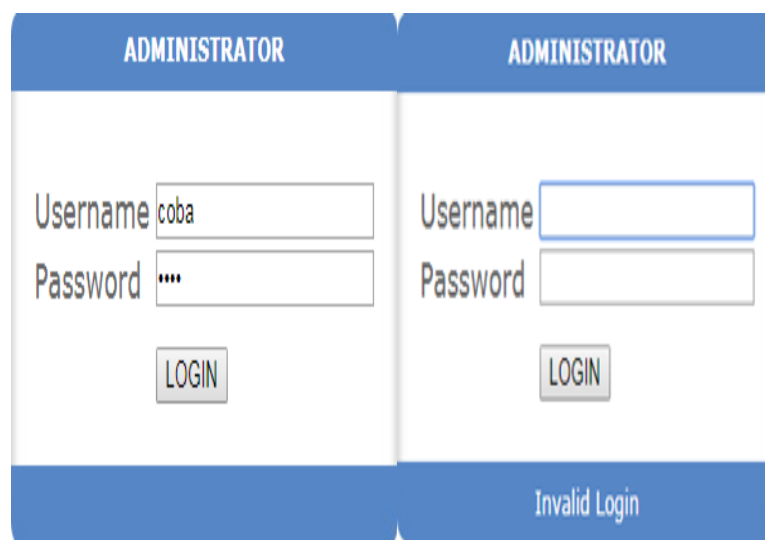 ADMINISTRATOR
Username coba
Password ••••
LOGIN
ADMINISTRATOR
Username
Password
LOGIN
Invalid Login